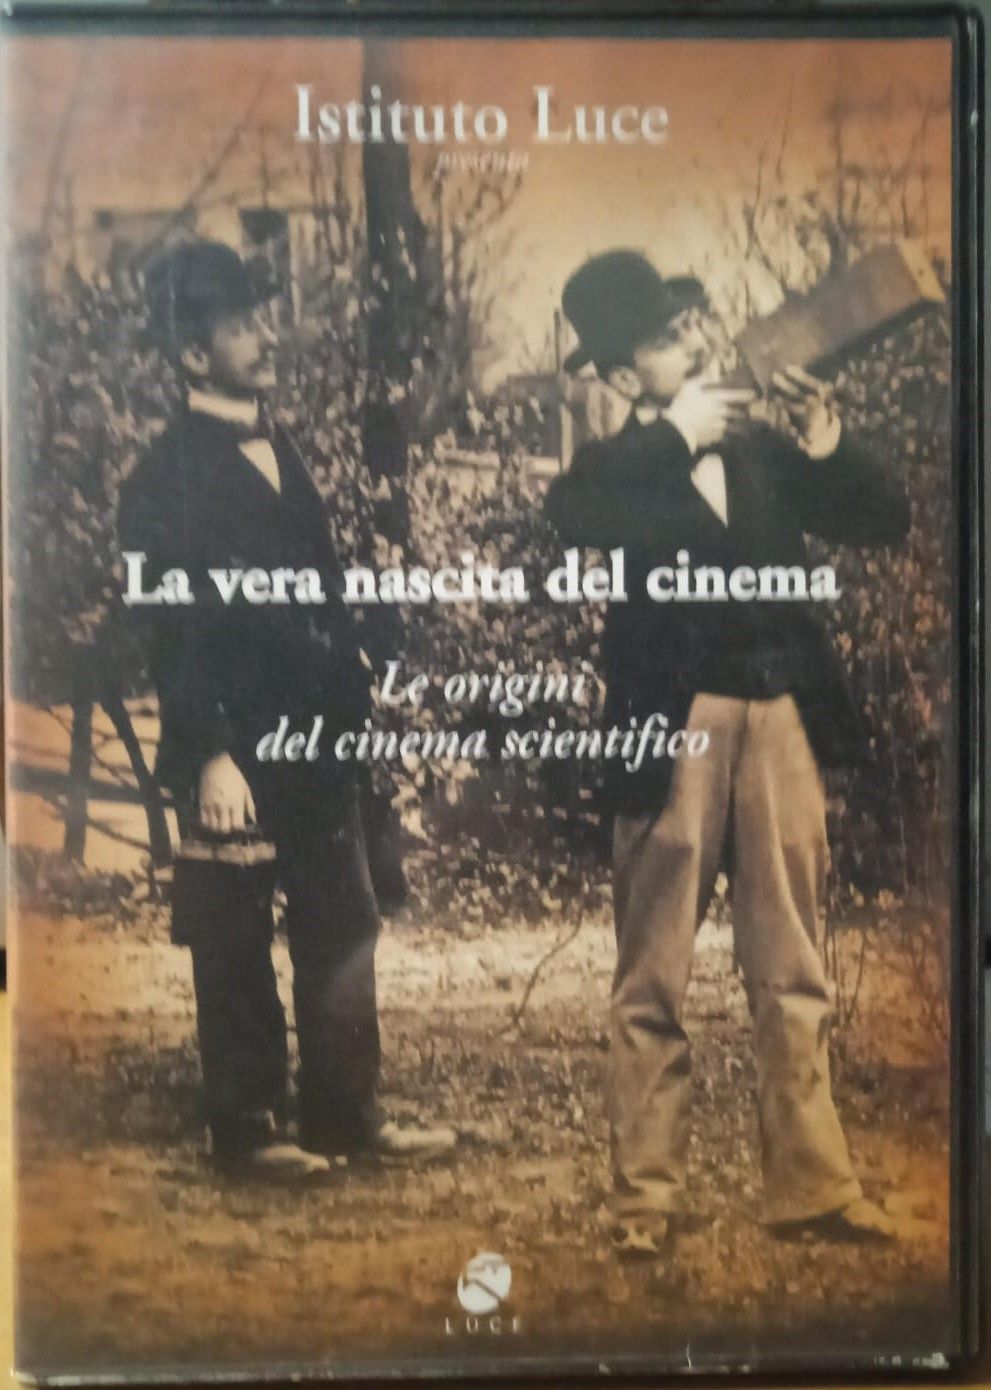 Istituto Luce
presenta
La vera nascita del cinema
Le origini
del cinema scientifico
LUCE